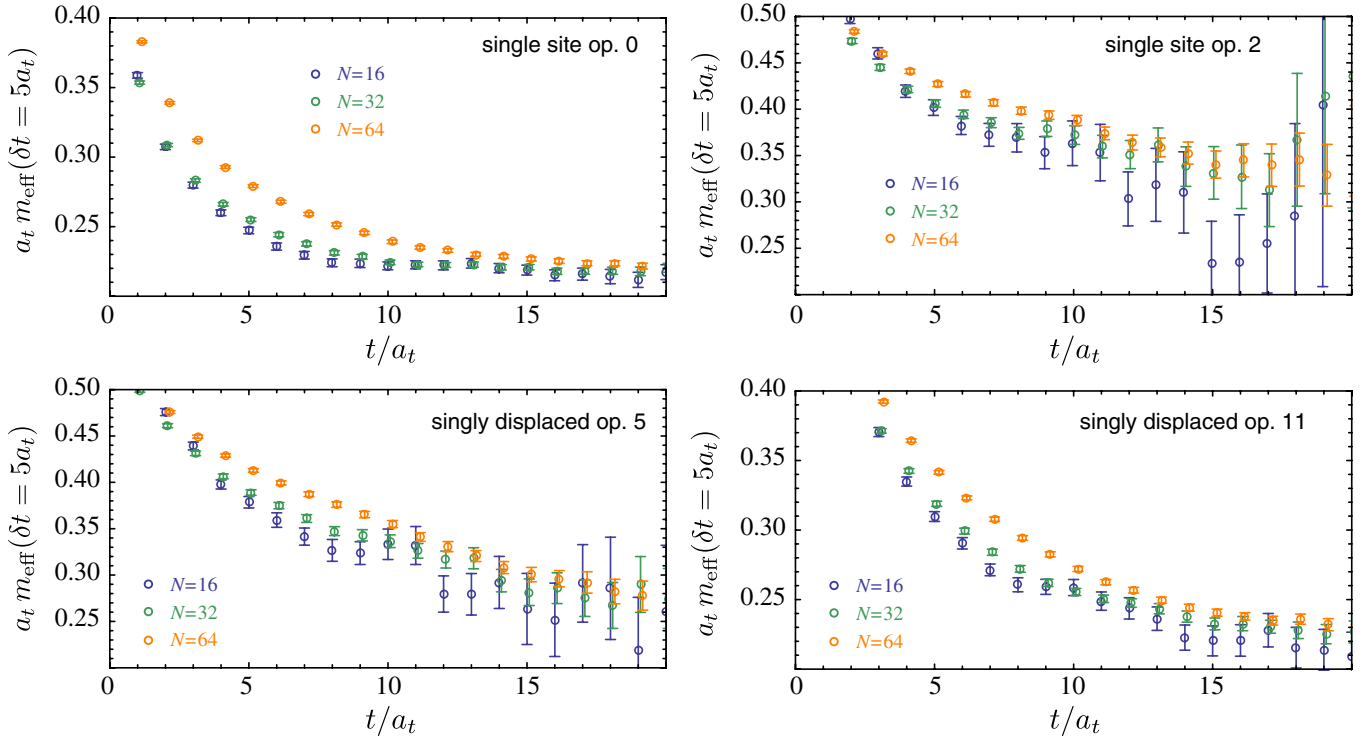 single site op. 0
a_t m_eff(δt = 5a_t)
0.40
0.35
0.30
0.25
N=16
N=32
N=64
0 5 10 15
t/a_t
single site op. 2
a_t m_eff(δt = 5a_t)
0.50
0.45
0.40
0.35
0.30
0.25
N=16
N=32
N=64
0 5 10 15
t/a_t
singly displaced op. 5
a_t m_eff(δt = 5a_t)
0.50
0.45
0.40
0.35
0.30
0.25
N=16
N=32
N=64
0 5 10 15
t/a_t
singly displaced op. 11
a_t m_eff(δt = 5a_t)
0.40
0.35
0.30
0.25
N=16
N=32
N=64
0 5 10 15
t/a_t